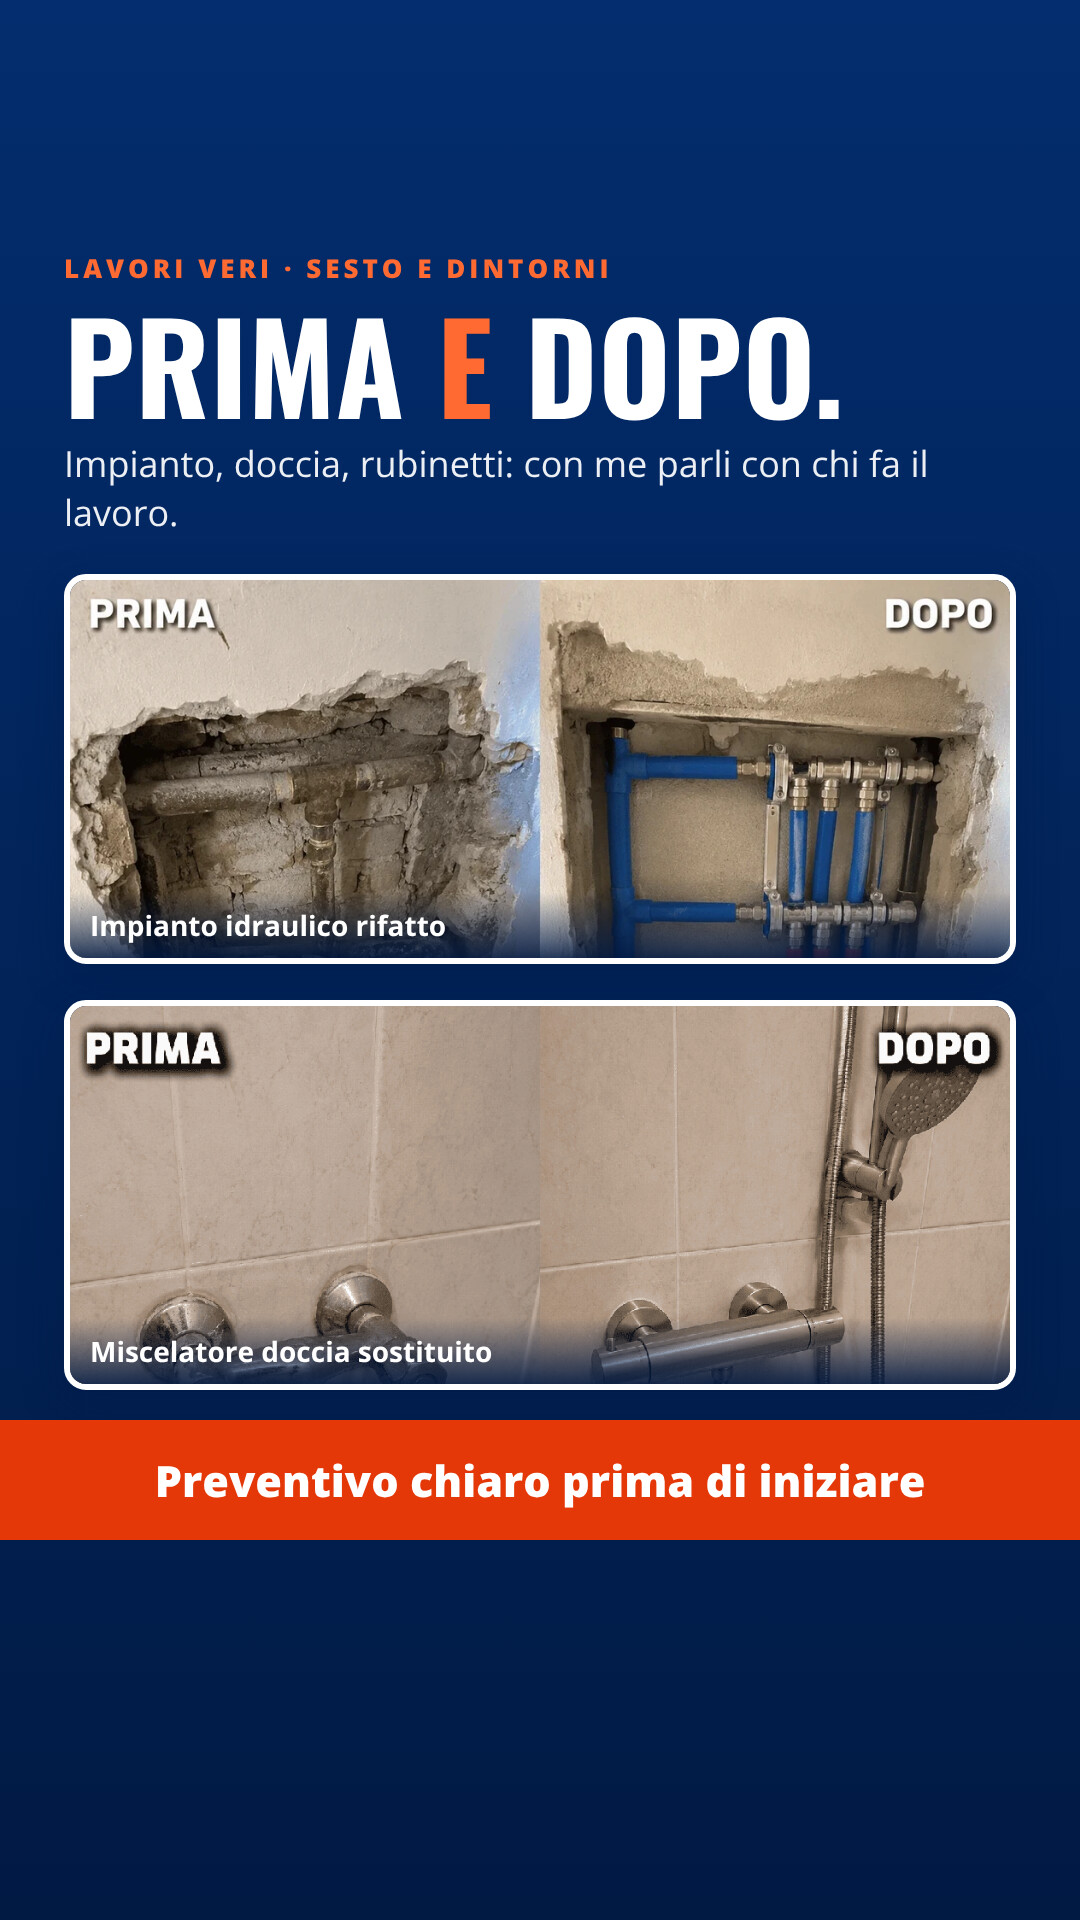 LAVORI VERI · SESTO E DINTORNI
PRIMA E DOPO.
Impianto, doccia, rubinetti: con me parli con chi fa il
lavoro.
PRIMA
DOPO
Impianto idraulico rifatto
PRIMA
DOPO
Miscelatore doccia sostituito
Preventivo chiaro prima di iniziare